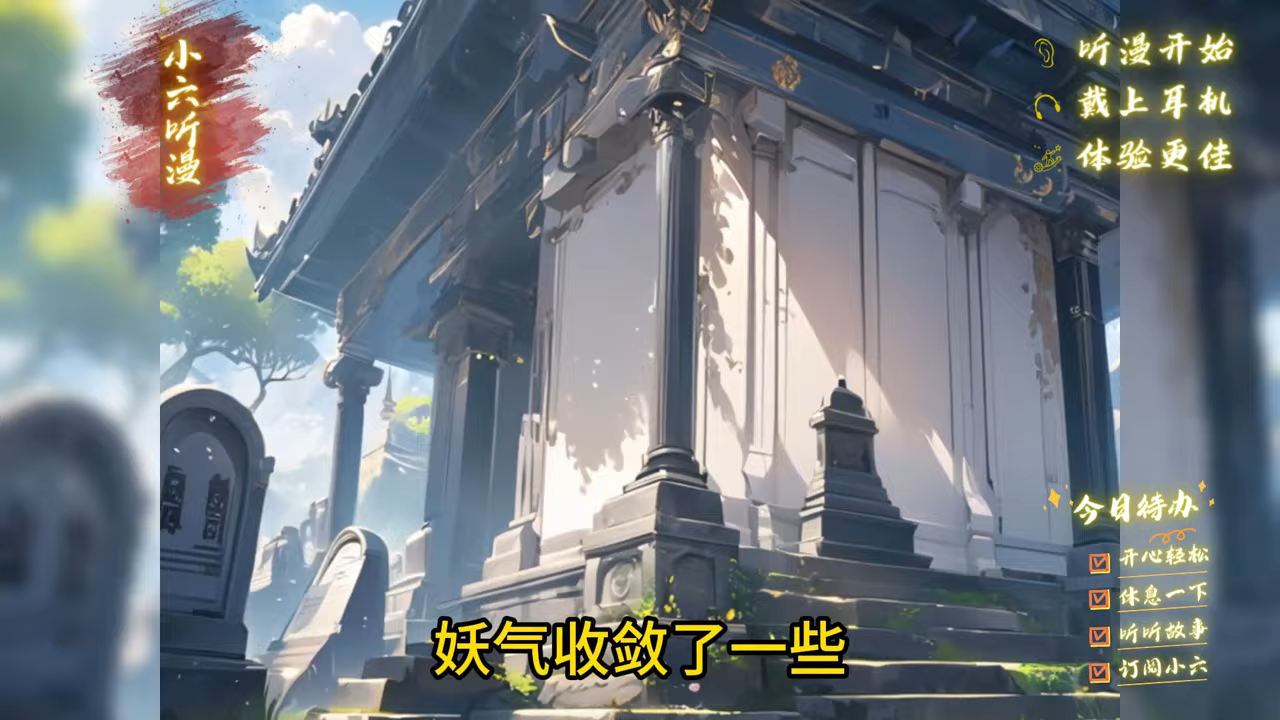 小六听漫
听漫开始
戴上耳机
体验更佳
今日待办
开心轻松
休息一下
听听故事
订阅小六
妖气收敛了一些